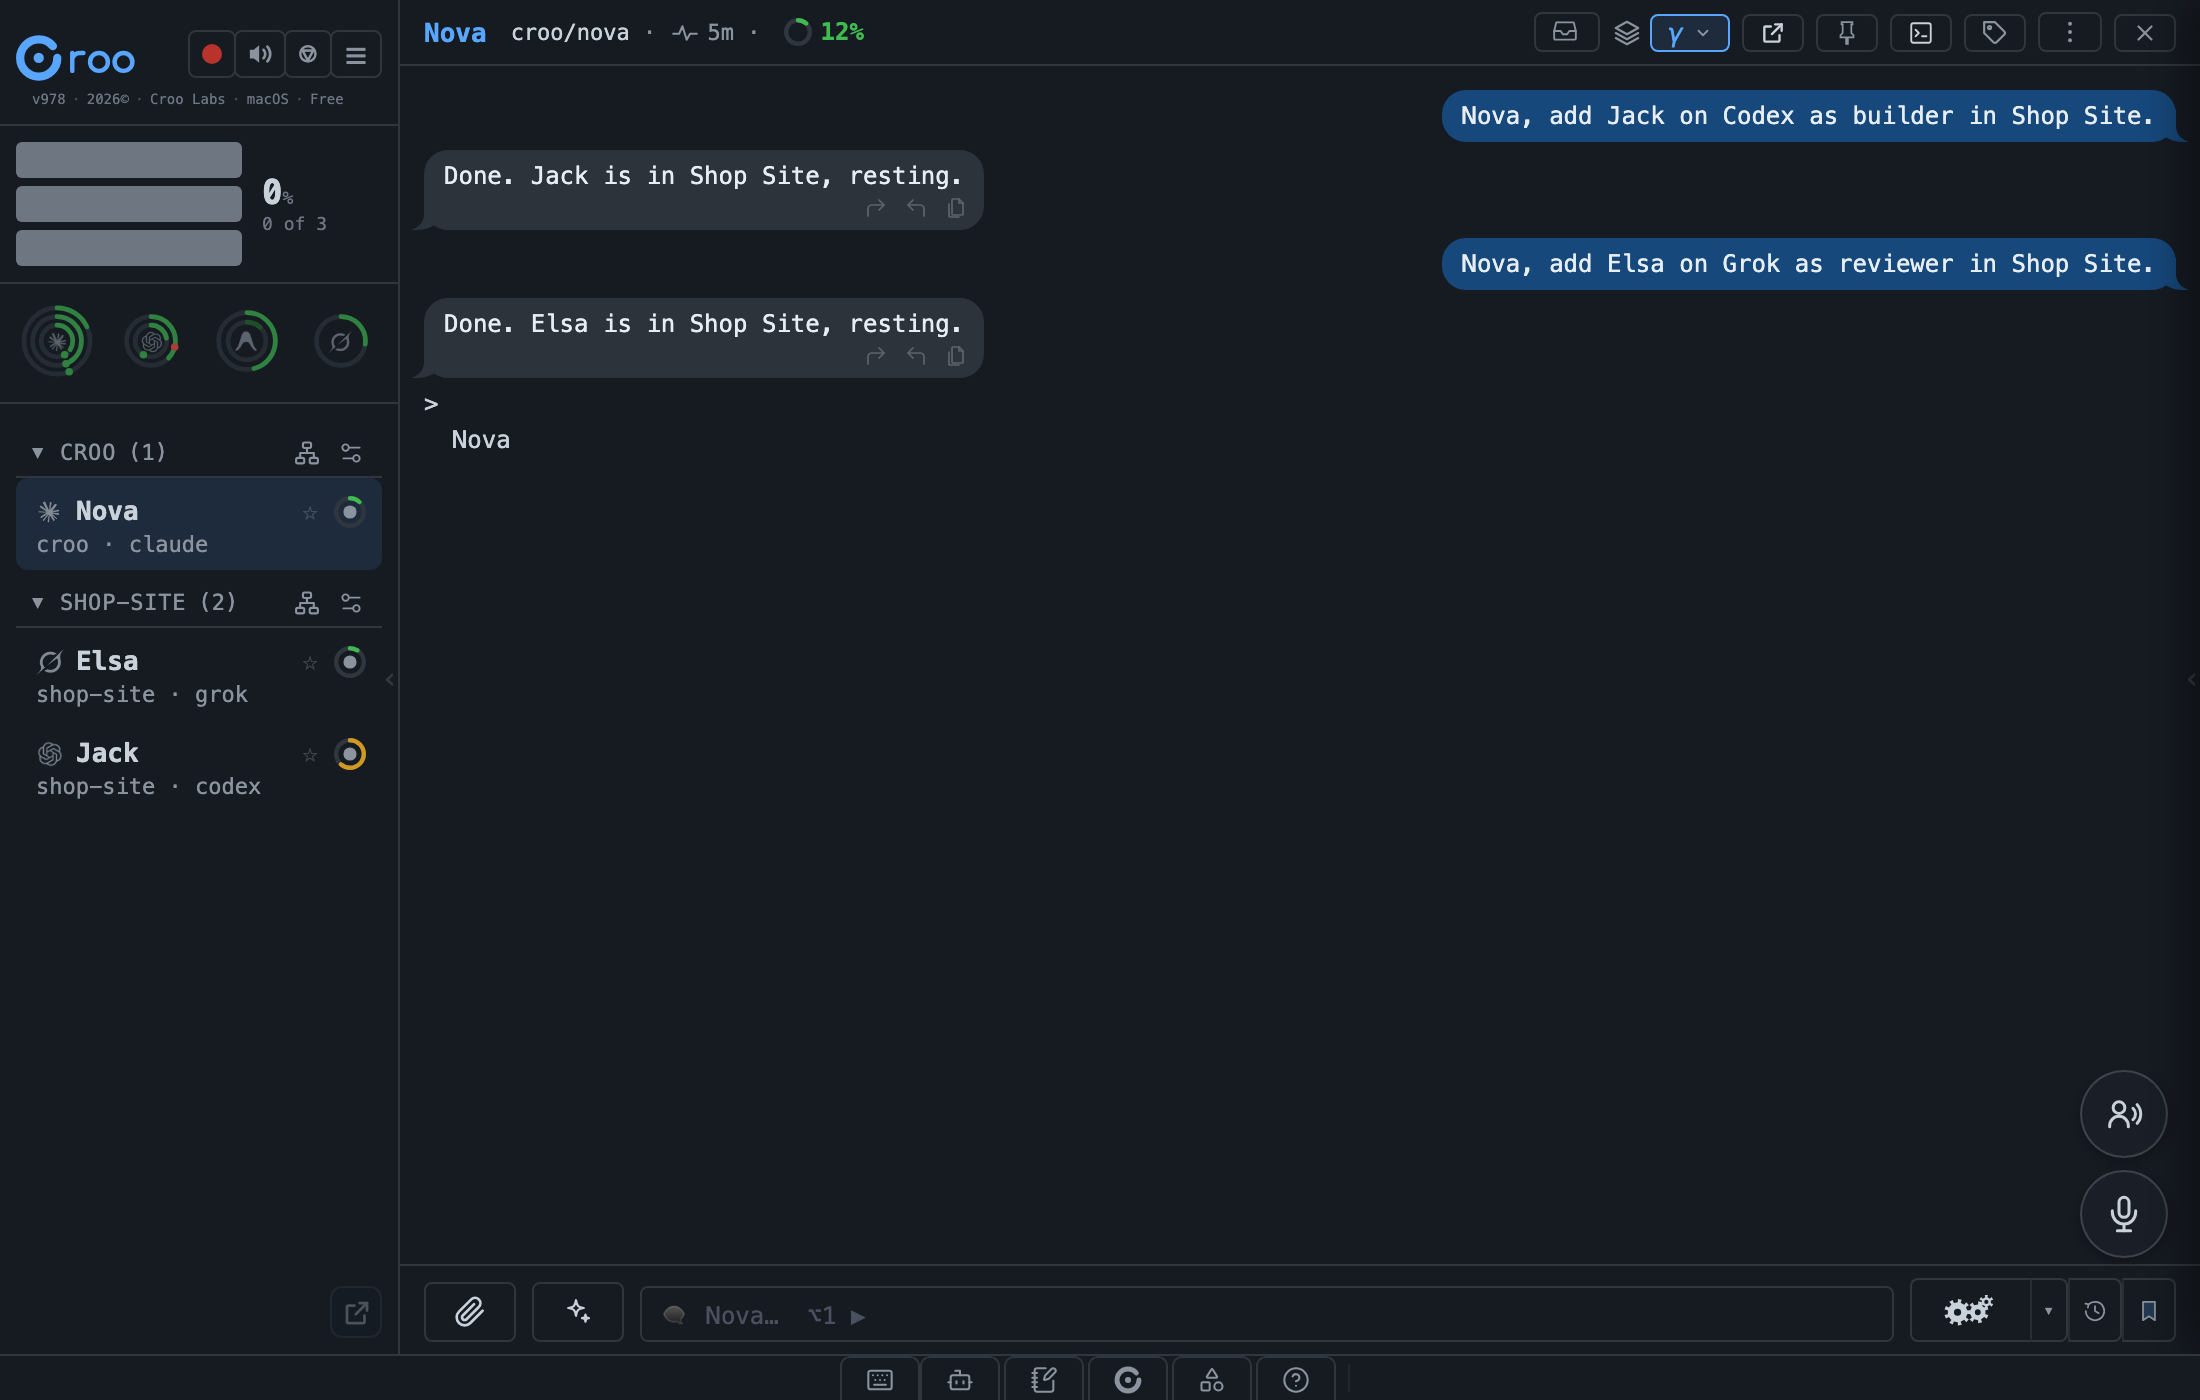 Croo
v978 · 2026© · Croo Labs · macOS · Free
0%
0 of 3
▼ CROO (1)
Nova
croo · claude
▼ SHOP-SITE (2)
Elsa
shop-site · grok
Jack
shop-site · codex
Nova croo/nova · 5m · 12%
γ
Nova, add Jack on Codex as builder in Shop Site.
Done. Jack is in Shop Site, resting.
Nova, add Elsa on Grok as reviewer in Shop Site.
Done. Elsa is in Shop Site, resting.
>
Nova
Nova… ⌥1 ▶